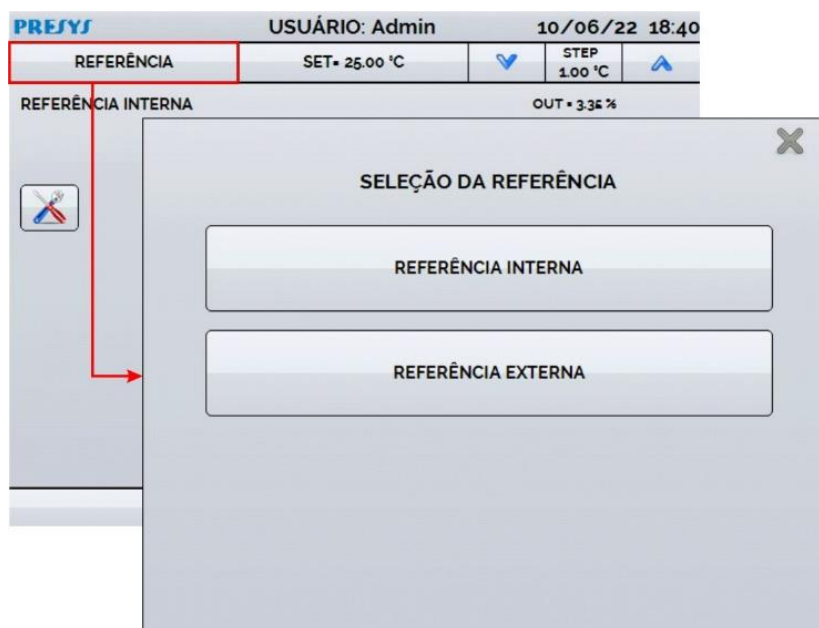 PRESYS USUÁRIO: Admin 10/06/22 18:40
REFERÊNCIA SET= 25.00 °C STEP
1.00 °C
REFERÊNCIA INTERNA OUT = 3.36 %
SELEÇÃO DA REFERÊNCIA
REFERÊNCIA INTERNA
REFERÊNCIA EXTERNA